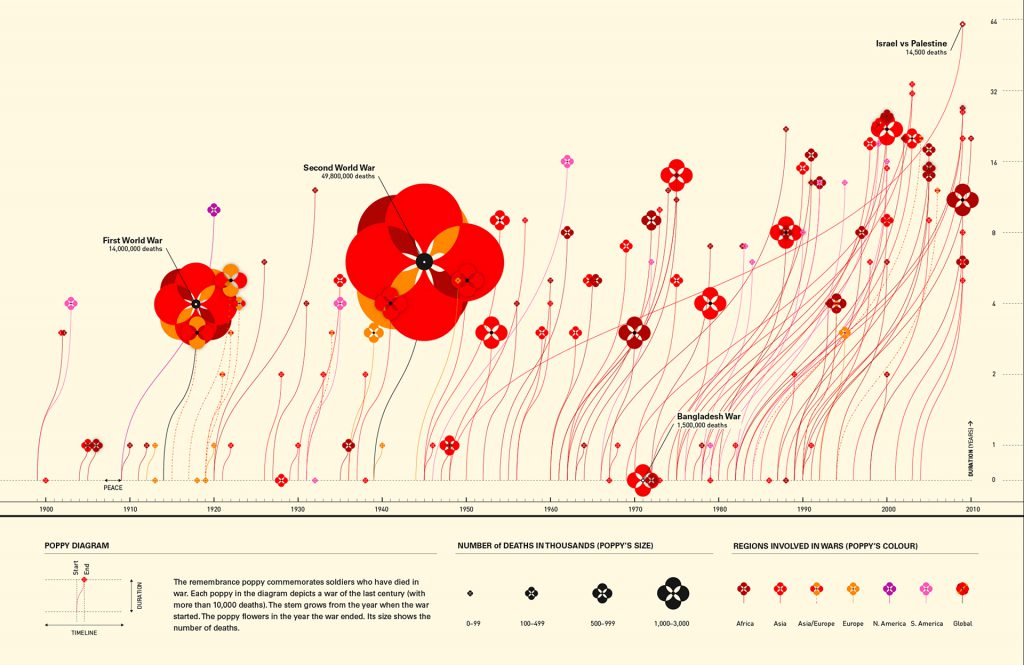 64
Israel vs Palestine
14,500 deaths
32
Second World War
49,800,000 deaths
16
First World War
14,000,000 deaths
8
4
2
Bangladesh War
1,500,000 deaths
DURATION (YEARS) →
1
0
PEACE
1900 1910 1920 1930 1940 1950 1960 1970 1980 1990 2000 2010
POPPY DIAGRAM
Start
End
DURATION
TIMELINE
The remembrance poppy commemorates soldiers who have died in
war. Each poppy in the diagram depicts a war of the last century (with
more than 10,000 deaths). The stem grows from the year when the war
started. The poppy flowers in the year the war ended. Its size shows the
number of deaths.
NUMBER of DEATHS IN THOUSANDS (POPPY'S SIZE)
0–99 100–499 500–999 1,000–3,000
REGIONS INVOLVED IN WARS (POPPY'S COLOUR)
Africa Asia Asia/Europe Europe N. America S. America Global